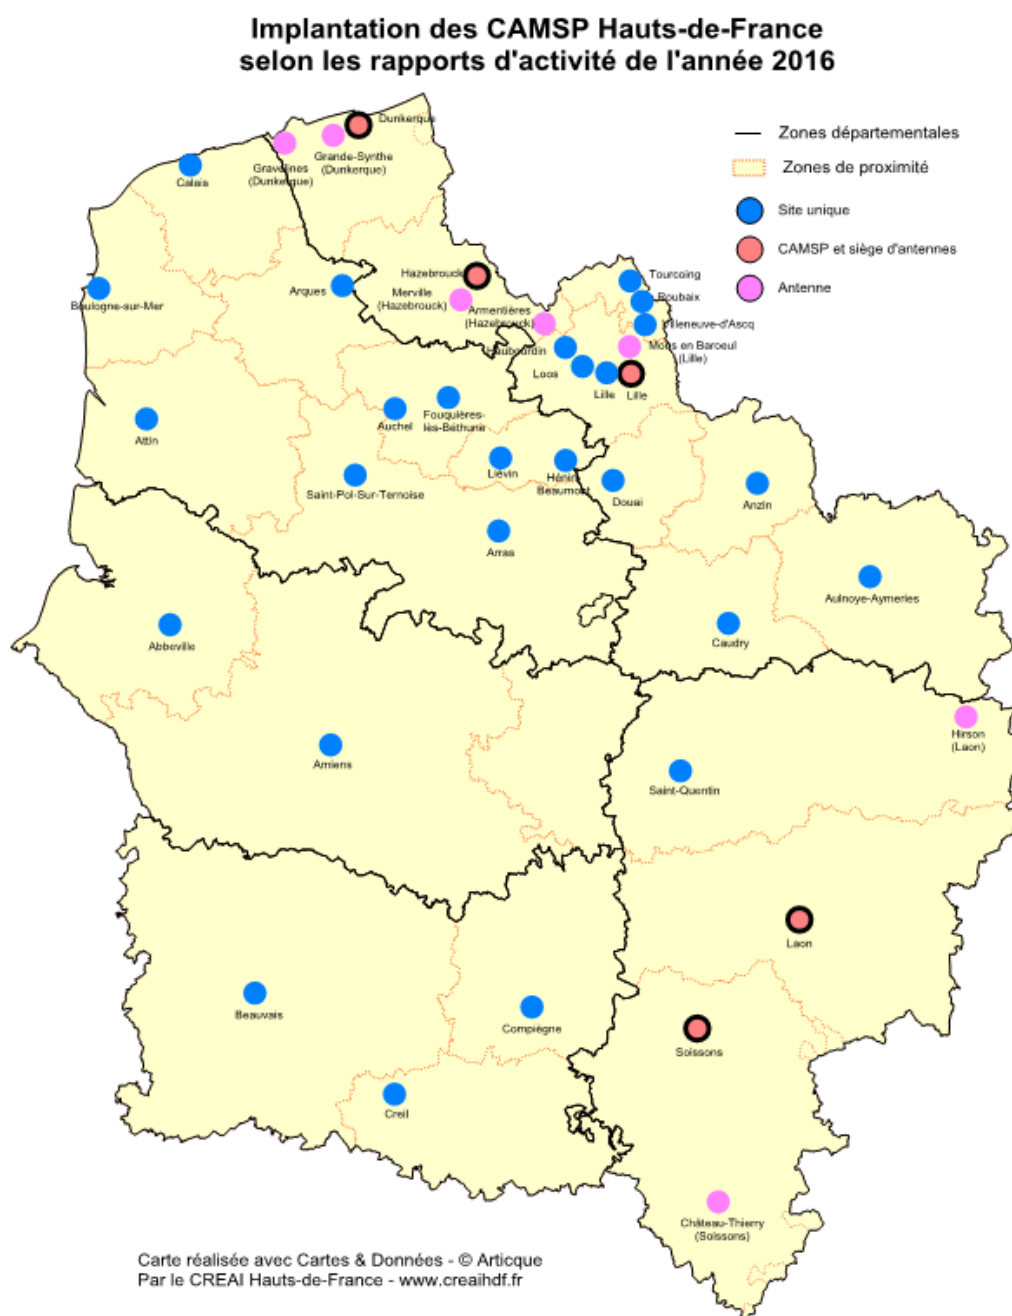 Implantation des CAMSP Hauts-de-France
selon les rapports d'activité de l'année 2016
Zones départementales
Zones de proximité
Site unique
CAMSP et siège d'antennes
Antenne
Dunkerque
Grande-Synthe
(Dunkerque)
Gravelines
(Dunkerque)
Calais
Boulogne-sur-Mer
Arques
Hazebrouck
Merville
(Hazebrouck)
Armentières
(Hazebrouck)
Tourcoing
Roubaix
Villeneuve-d'Ascq
Mons en Baroeul
(Lille)
Haubourdin
Loos
Lille
Lille
Attin
Auchel
Fouquières-
lès-Béthune
Liévin
Hénin
Beaumont
Saint-Pol-Sur-Ternoise
Douai
Anzin
Arras
Aulnoye-Aymeries
Caudry
Abbeville
Amiens
Hirson
(Laon)
Saint-Quentin
Laon
Beauvais
Compiègne
Soissons
Creil
Château-Thierry
(Soissons)
Carte réalisée avec Cartes & Données - © Articque
Par le CREAI Hauts-de-France - www.creaihdf.fr